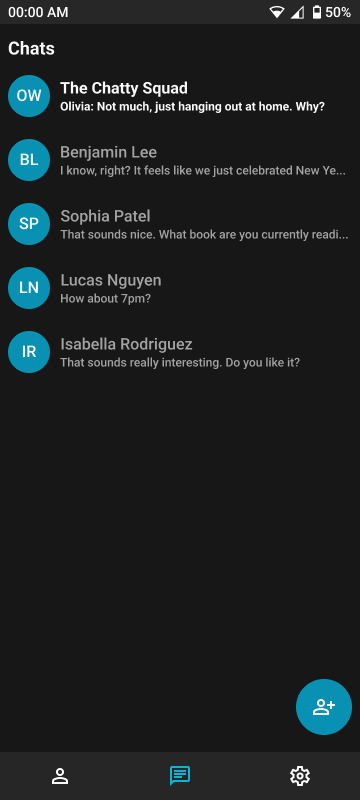 00:00 AM 50%
Chats
OW The Chatty Squad
Olivia: Not much, just hanging out at home. Why?
BL Benjamin Lee
I know, right? It feels like we just celebrated New Ye...
SP Sophia Patel
That sounds nice. What book are you currently readi...
LN Lucas Nguyen
How about 7pm?
IR Isabella Rodriguez
That sounds really interesting. Do you like it?